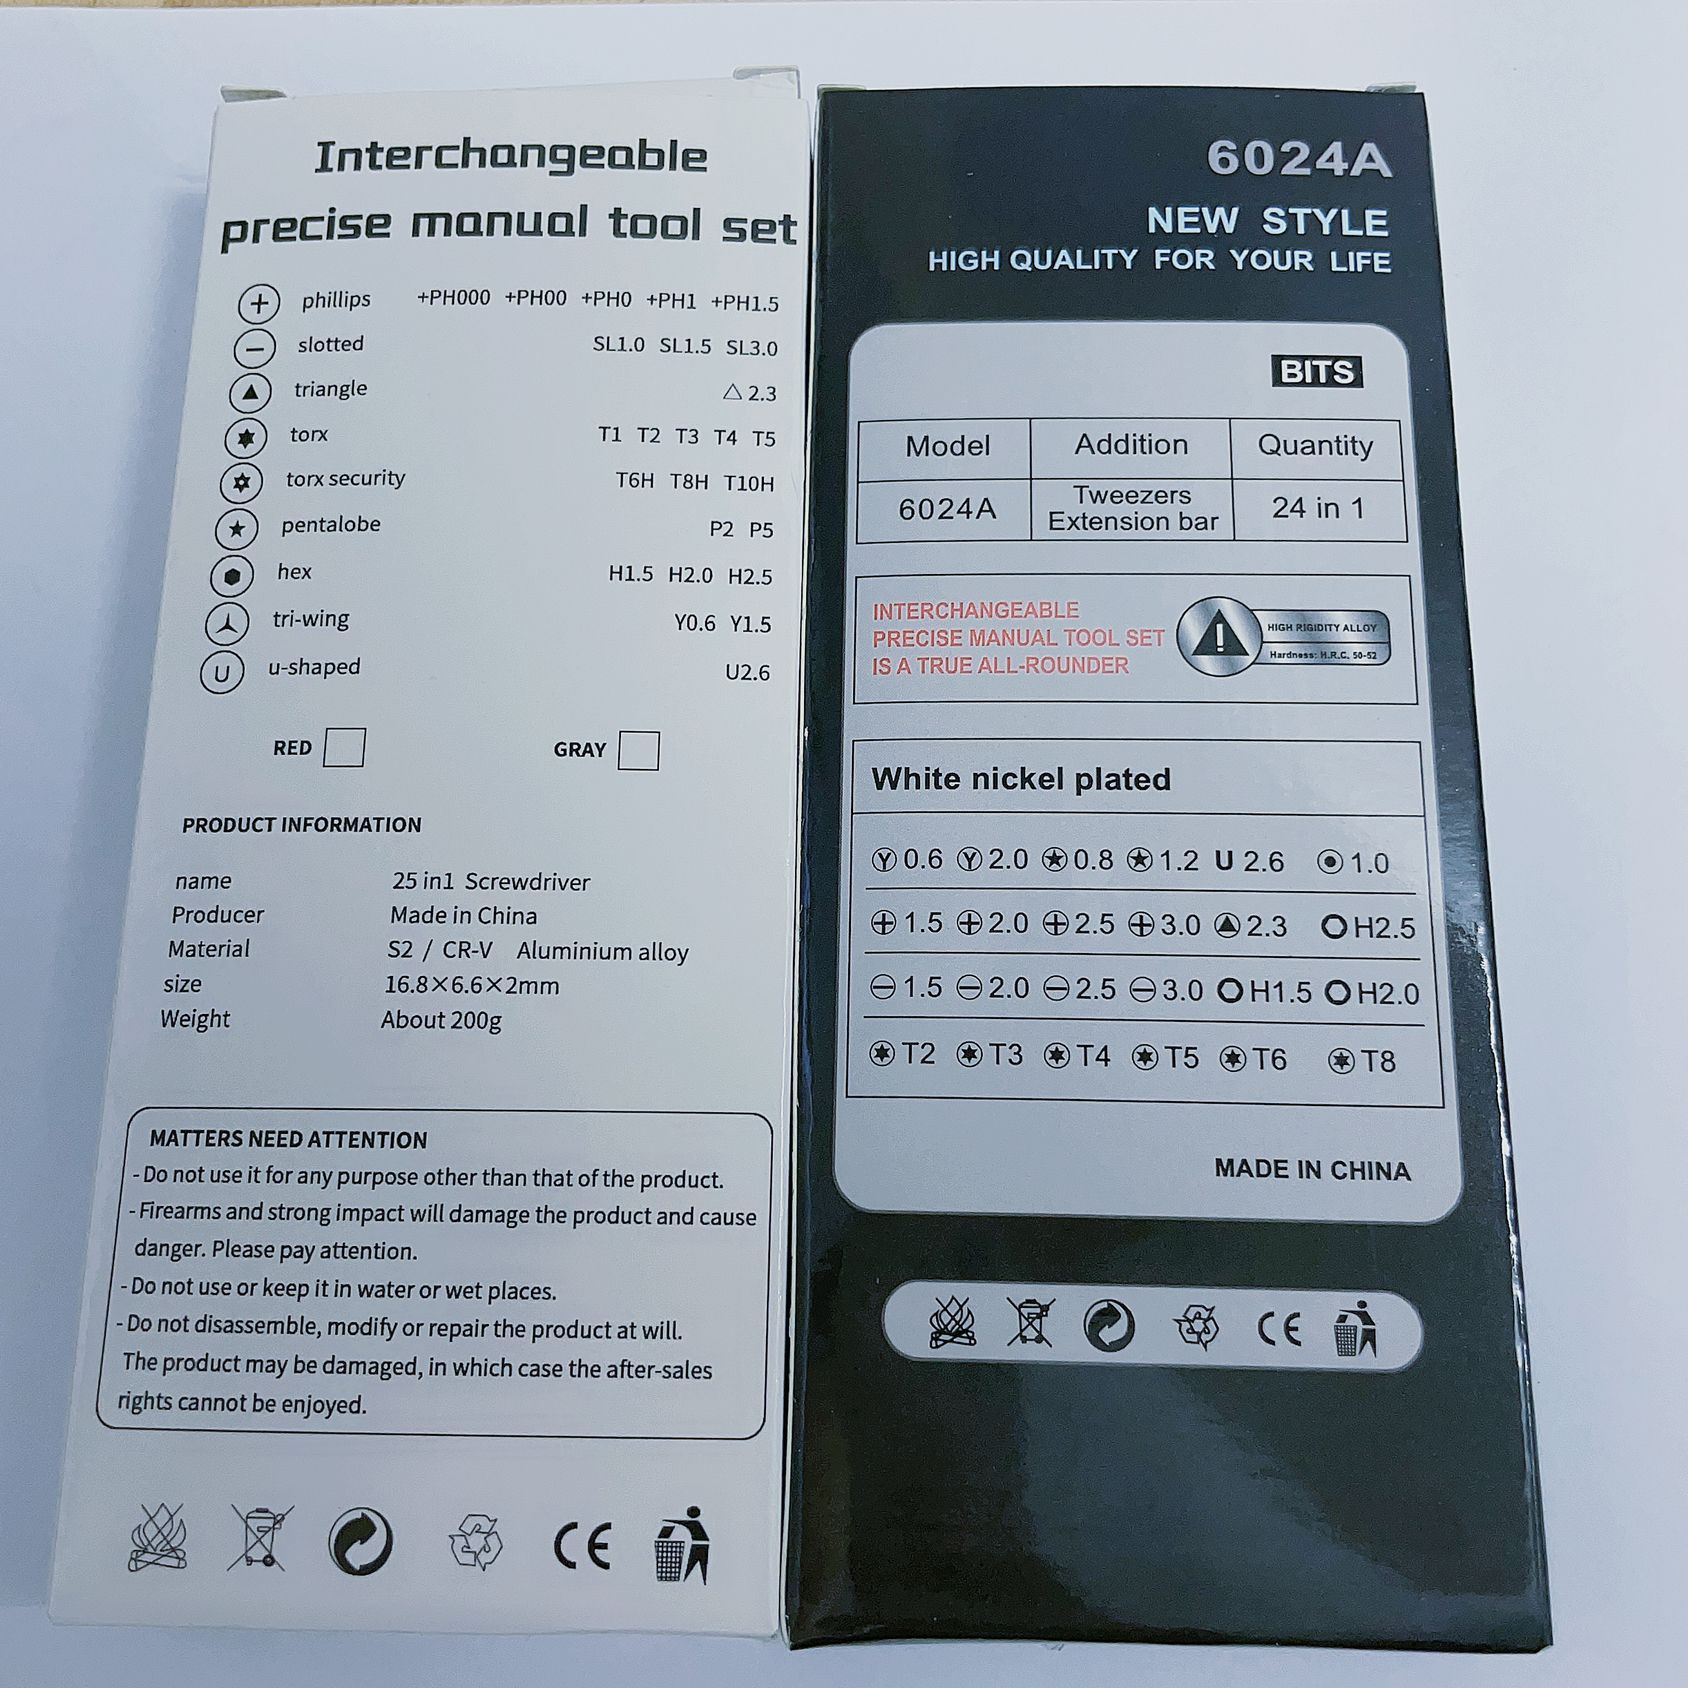 Interchangeable
precise manual tool set
phillips +PH000 +PH00 +PH0 +PH1 +PH1.5
slotted SL1.0 SL1.5 SL3.0
triangle △ 2.3
torx T1 T2 T3 T4 T5
torx security T6H T8H T10H
pentalobe P2 P5
hex H1.5 H2.0 H2.5
tri-wing Y0.6 Y1.5
U u-shaped U2.6
RED GRAY
PRODUCT INFORMATION
name 25 in1 Screwdriver
Producer Made in China
Material S2 / CR-V Aluminium alloy
size 16.8×6.6×2mm
Weight About 200g
MATTERS NEED ATTENTION
- Do not use it for any purpose other than that of the product.
- Firearms and strong impact will damage the product and cause
danger. Please pay attention.
- Do not use or keep it in water or wet places.
- Do not disassemble, modify or repair the product at will.
The product may be damaged, in which case the after-sales
rights cannot be enjoyed.
CE
6024A
NEW STYLE
HIGH QUALITY FOR YOUR LIFE
BITS
Model Addition Quantity
6024A Tweezers 24 in 1
Extension bar
INTERCHANGEABLE
PRECISE MANUAL TOOL SET
IS A TRUE ALL-ROUNDER
HIGH RIGIDITY ALLOY
Hardness: H.R.C. 50-52
White nickel plated
Y 0.6 Y 2.0 0.8 1.2 U 2.6 1.0
1.5 2.0 2.5 3.0 2.3 H2.5
1.5 2.0 2.5 3.0 H1.5 H2.0
T2 T3 T4 T5 T6 T8
MADE IN CHINA
CE